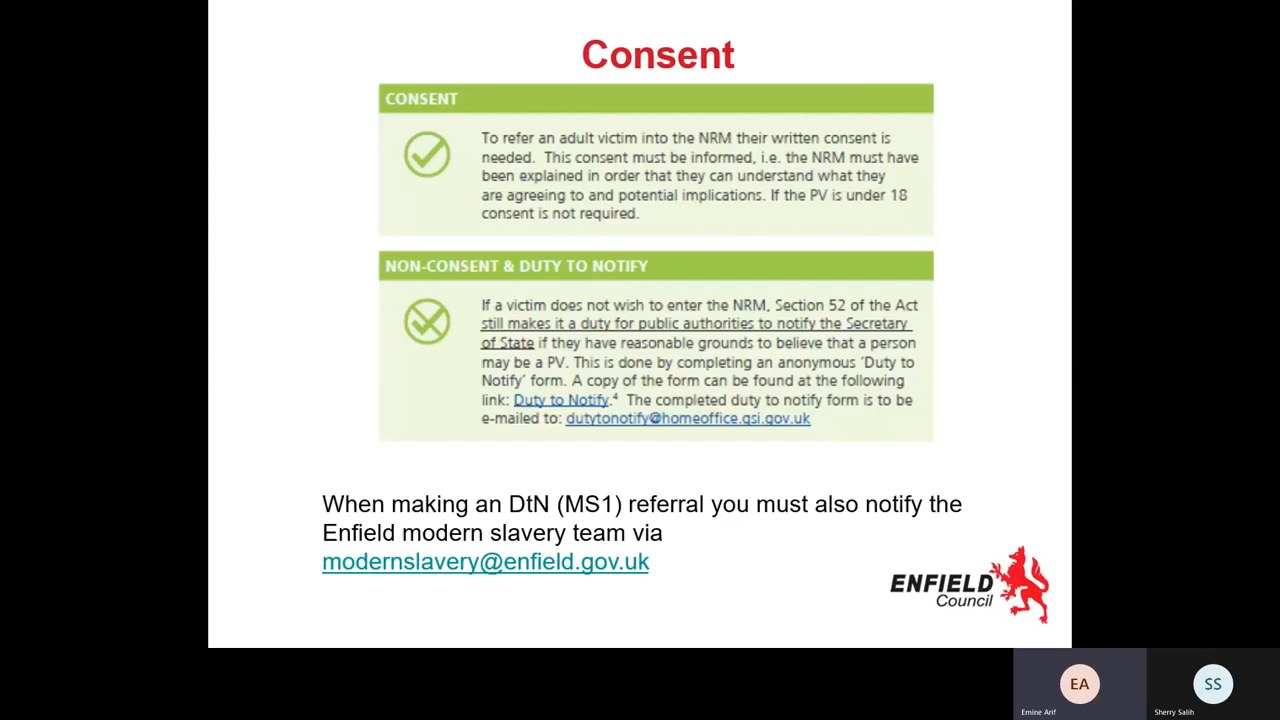 Consent
CONSENT
To refer an adult victim into the NRM their written consent is
needed. This consent must be informed, i.e. the NRM must have
been explained in order that they can understand what they
are agreeing to and potential implications. If the PV is under 18
consent is not required.
NON-CONSENT & DUTY TO NOTIFY
If a victim does not wish to enter the NRM, Section 52 of the Act
still makes it a duty for public authorities to notify the Secretary
of State if they have reasonable grounds to believe that a person
may be a PV. This is done by completing an anonymous ‘Duty to
Notify’ form. A copy of the form can be found at the following
link: Duty to Notify.⁴ The completed duty to notify form is to be
e-mailed to: dutytonotify@homeoffice.gsi.gov.uk
When making an DtN (MS1) referral you must also notify the
Enfield modern slavery team via
modernslavery@enfield.gov.uk
ENFIELD
Council
EA
SS
Emine Arif
Sherry Salih